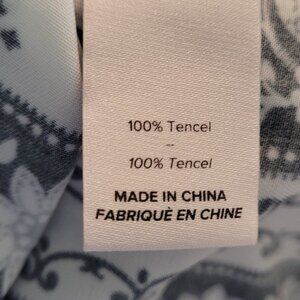 100% Tencel
--
100% Tencel
MADE IN CHINA
FABRIQUÈ EN CHINE